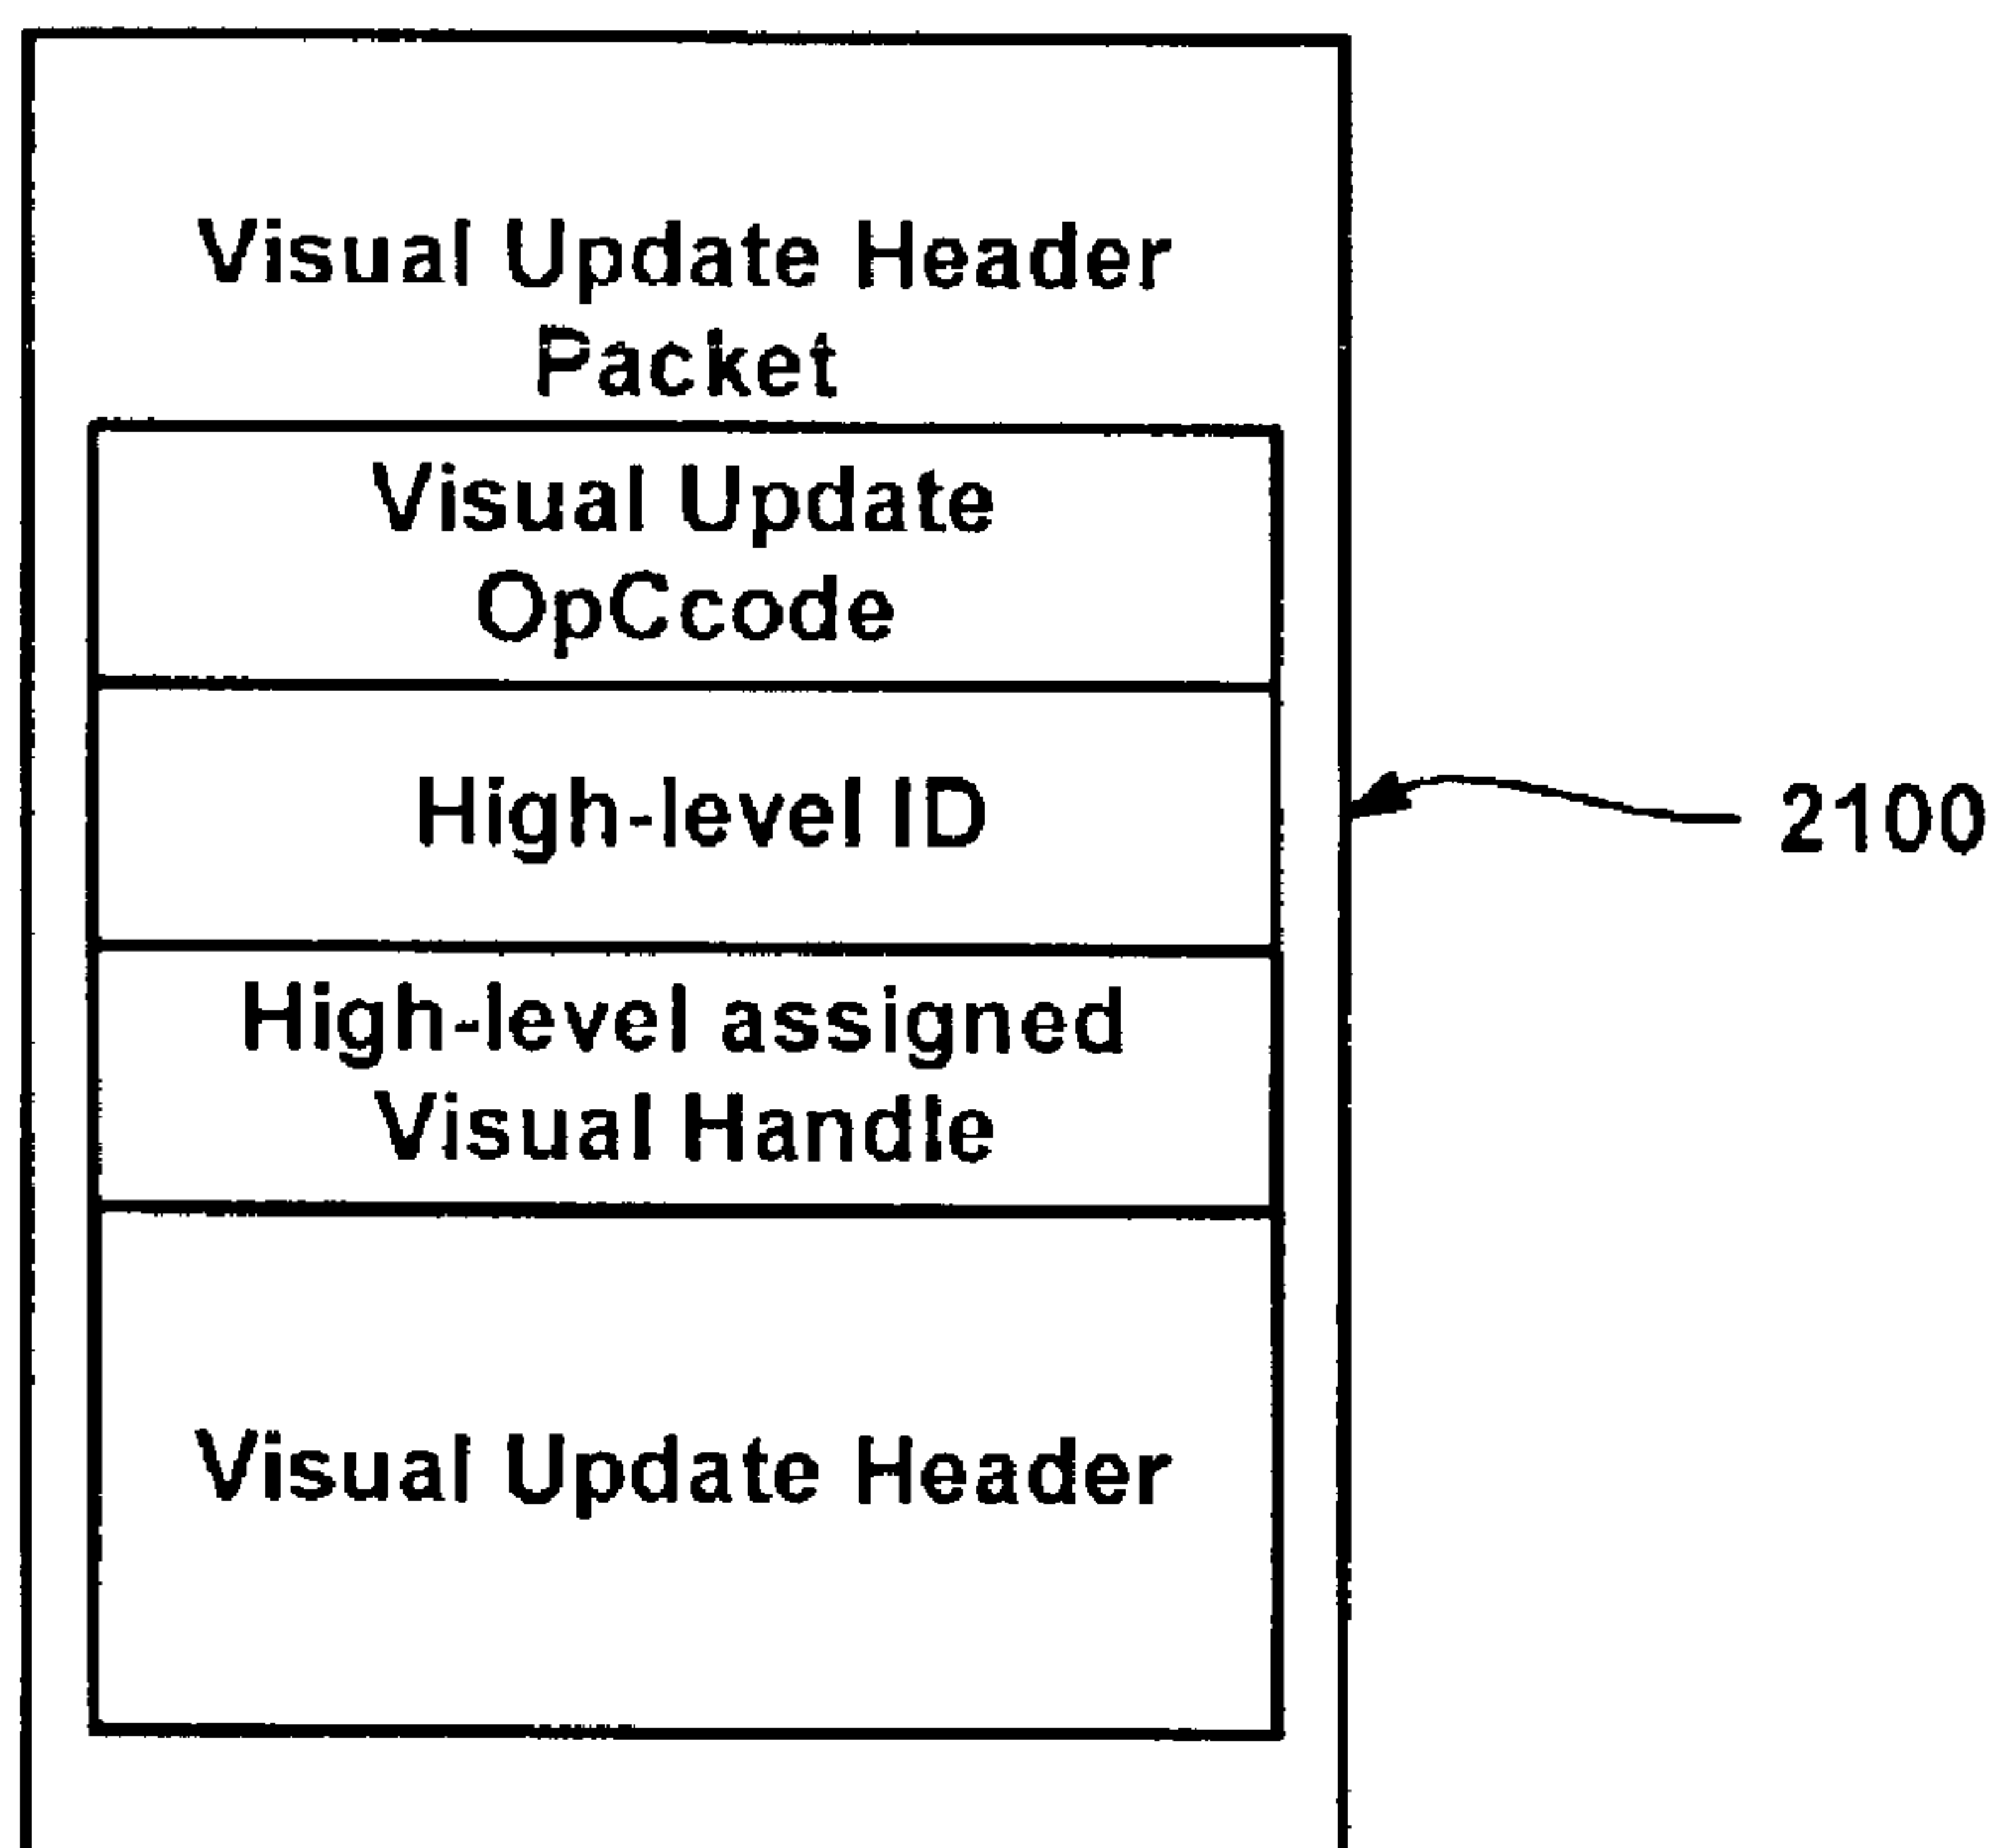 Visual Update Header
Packet
Visual Update
OpCcode
High-level ID
2100
High-level assigned
Visual Handle
Visual Update Header